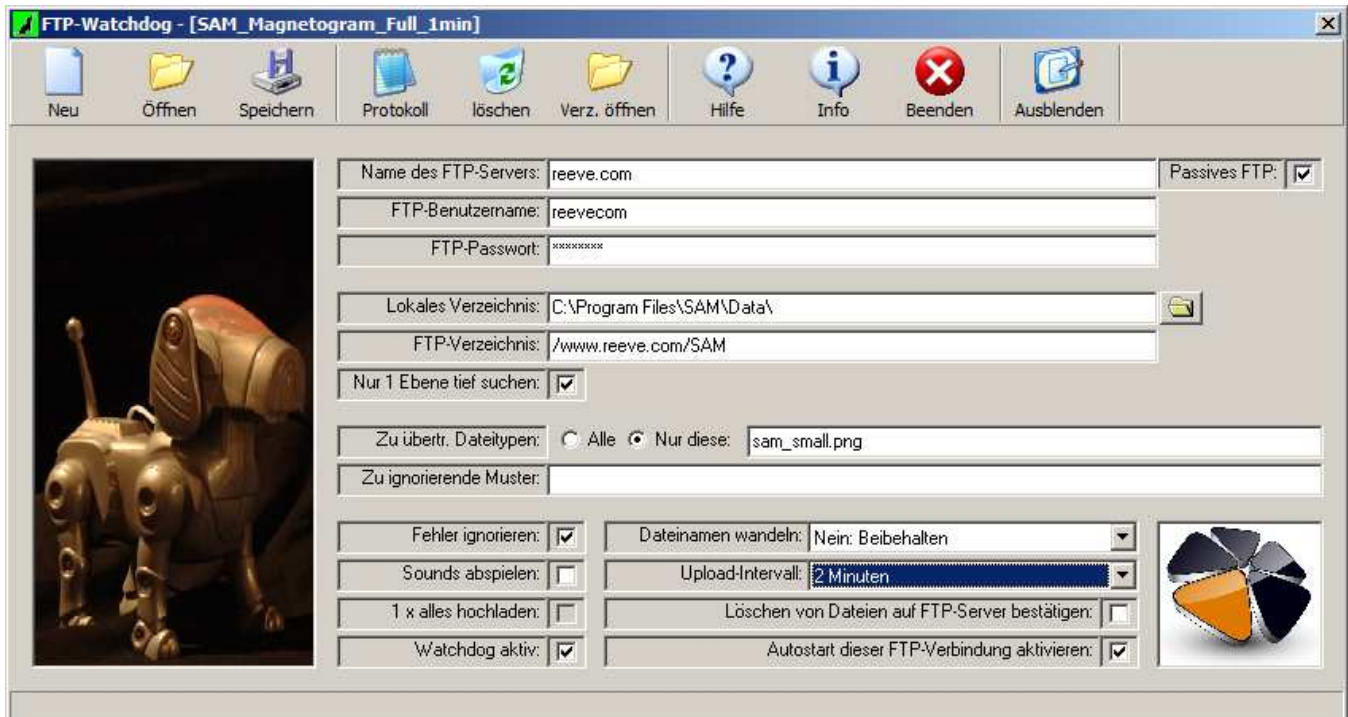 FTP-Watchdog - [SAM_Magnetogram_Full_1min]
Neu Öffnen Speichern Protokoll löschen Verz. öffnen Hilfe Info Beenden Ausblenden
Name des FTP-Servers: reeve.com Passives FTP:
FTP-Benutzername: reevecom
FTP-Passwort: ********
Lokales Verzeichnis: C:\Program Files\SAM\Data\
FTP-Verzeichnis: /www.reeve.com/SAM
Nur 1 Ebene tief suchen:
Zu übertr. Dateitypen: Alle Nur diese: sam_small.png
Zu ignorierende Muster:
Fehler ignorieren: Dateinamen wandeln: Nein: Beibehalten
Sounds abspielen: Upload-Intervall: 2 Minuten
1 x alles hochladen: Löschen von Dateien auf FTP-Server bestätigen:
Watchdog aktiv: Autostart dieser FTP-Verbindung aktivieren: